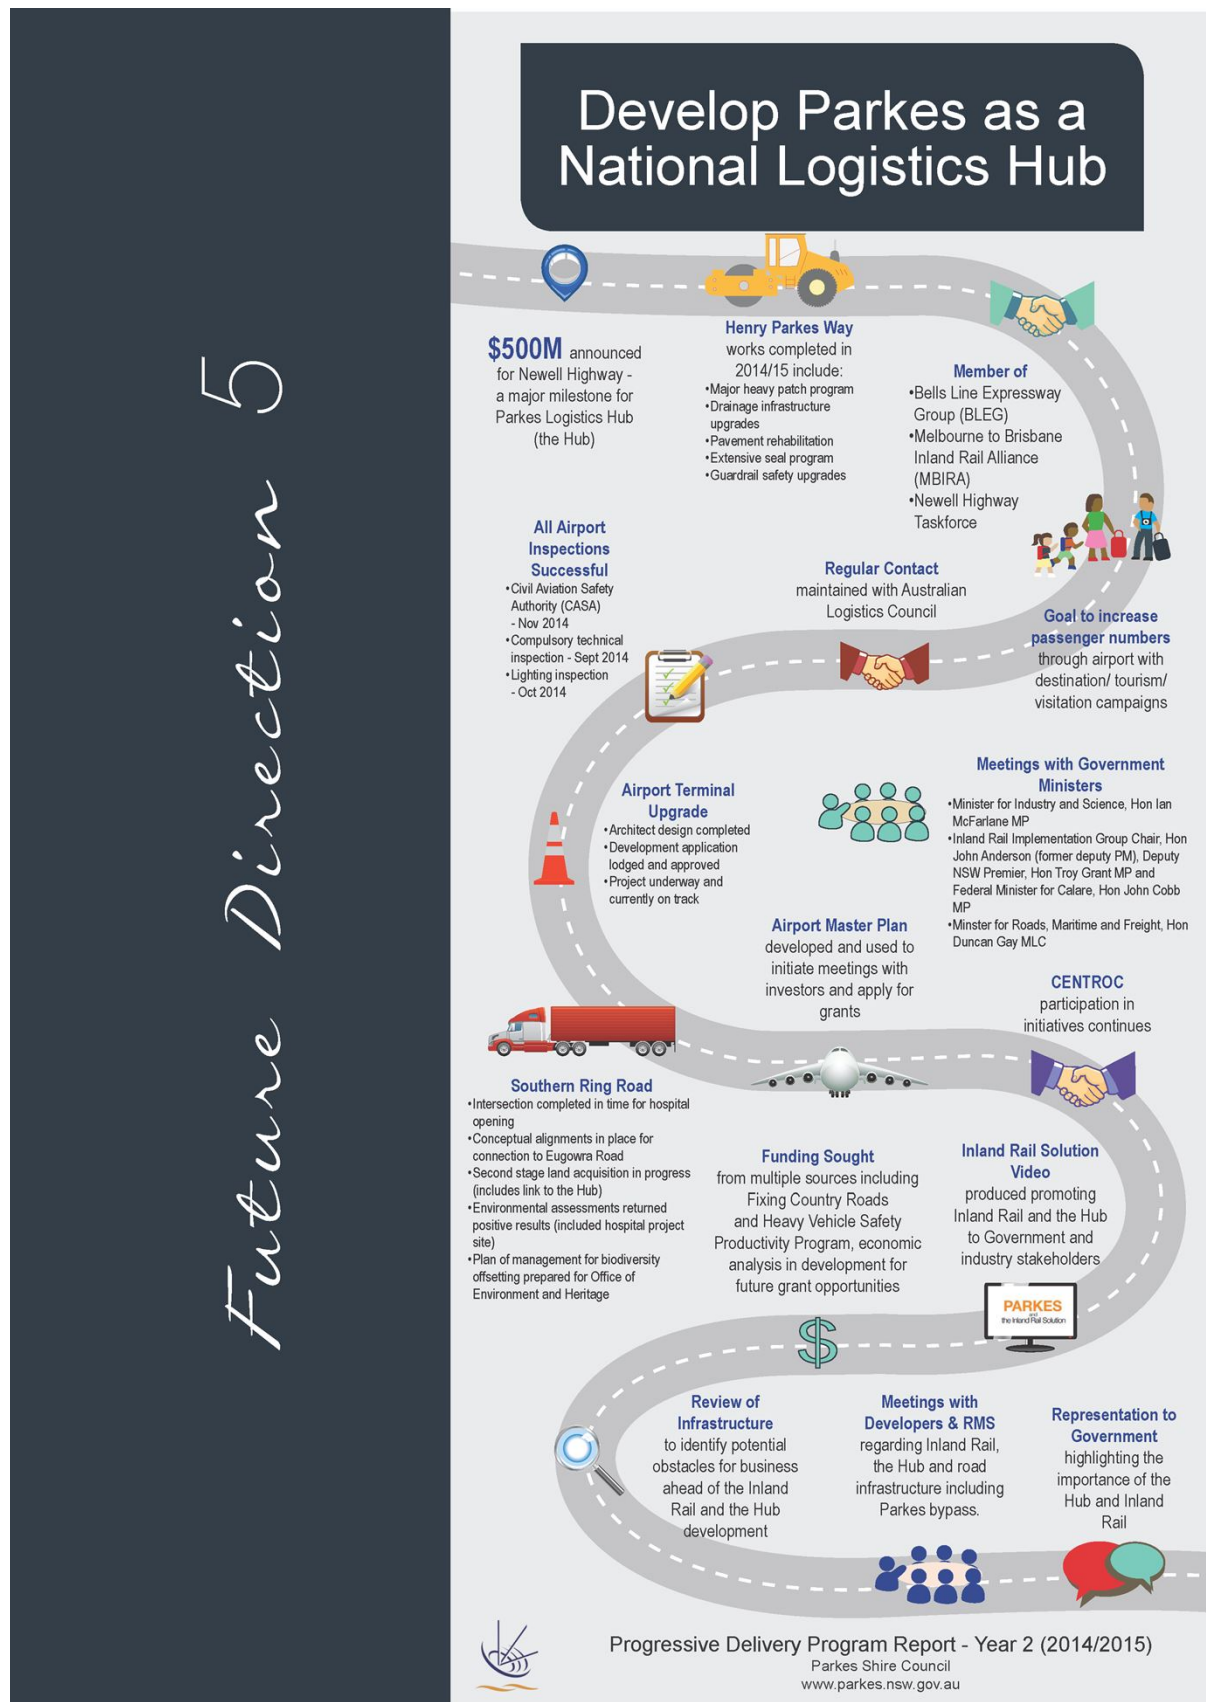 Future Direction 5
Develop Parkes as a
National Logistics Hub
$500M announced
for Newell Highway -
a major milestone for
Parkes Logistics Hub
(the Hub)
Henry Parkes Way
works completed in
2014/15 include:
•Major heavy patch program
•Drainage infrastructure
upgrades
•Pavement rehabilitation
•Extensive seal program
•Guardrail safety upgrades
Member of
•Bells Line Expressway
Group (BLEG)
•Melbourne to Brisbane
Inland Rail Alliance
(MBIRA)
•Newell Highway
Taskforce
All Airport
Inspections
Successful
•Civil Aviation Safety
Authority (CASA)
- Nov 2014
•Compulsory technical
inspection - Sept 2014
•Lighting inspection
- Oct 2014
Regular Contact
maintained with Australian
Logistics Council
Goal to increase
passenger numbers
through airport with
destination/ tourism/
visitation campaigns
Airport Terminal
Upgrade
•Architect design completed
•Development application
lodged and approved
•Project underway and
currently on track
Meetings with Government
Ministers
•Minister for Industry and Science, Hon Ian
McFarlane MP
•Inland Rail Implementation Group Chair, Hon
John Anderson (former deputy PM), Deputy
NSW Premier, Hon Troy Grant MP and
Federal Minister for Calare, Hon John Cobb
MP
•Minster for Roads, Maritime and Freight, Hon
Duncan Gay MLC
Airport Master Plan
developed and used to
initiate meetings with
investors and apply for
grants
CENTROC
participation in
initiatives continues
Southern Ring Road
•Intersection completed in time for hospital
opening
•Conceptual alignments in place for
connection to Eugowra Road
•Second stage land acquisition in progress
(includes link to the Hub)
•Environmental assessments returned
positive results (included hospital project
site)
•Plan of management for biodiversity
offsetting prepared for Office of
Environment and Heritage
Funding Sought
from multiple sources including
Fixing Country Roads
and Heavy Vehicle Safety
Productivity Program, economic
analysis in development for
future grant opportunities
Inland Rail Solution
Video
produced promoting
Inland Rail and the Hub
to Government and
industry stakeholders
PARKES
and
the Inland Rail Solution
$
Review of
Infrastructure
to identify potential
obstacles for business
ahead of the Inland
Rail and the Hub
development
Meetings with
Developers & RMS
regarding Inland Rail,
the Hub and road
infrastructure including
Parkes bypass.
Representation to
Government
highlighting the
importance of the
Hub and Inland
Rail
Progressive Delivery Program Report - Year 2 (2014/2015)
Parkes Shire Council
www.parkes.nsw.gov.au